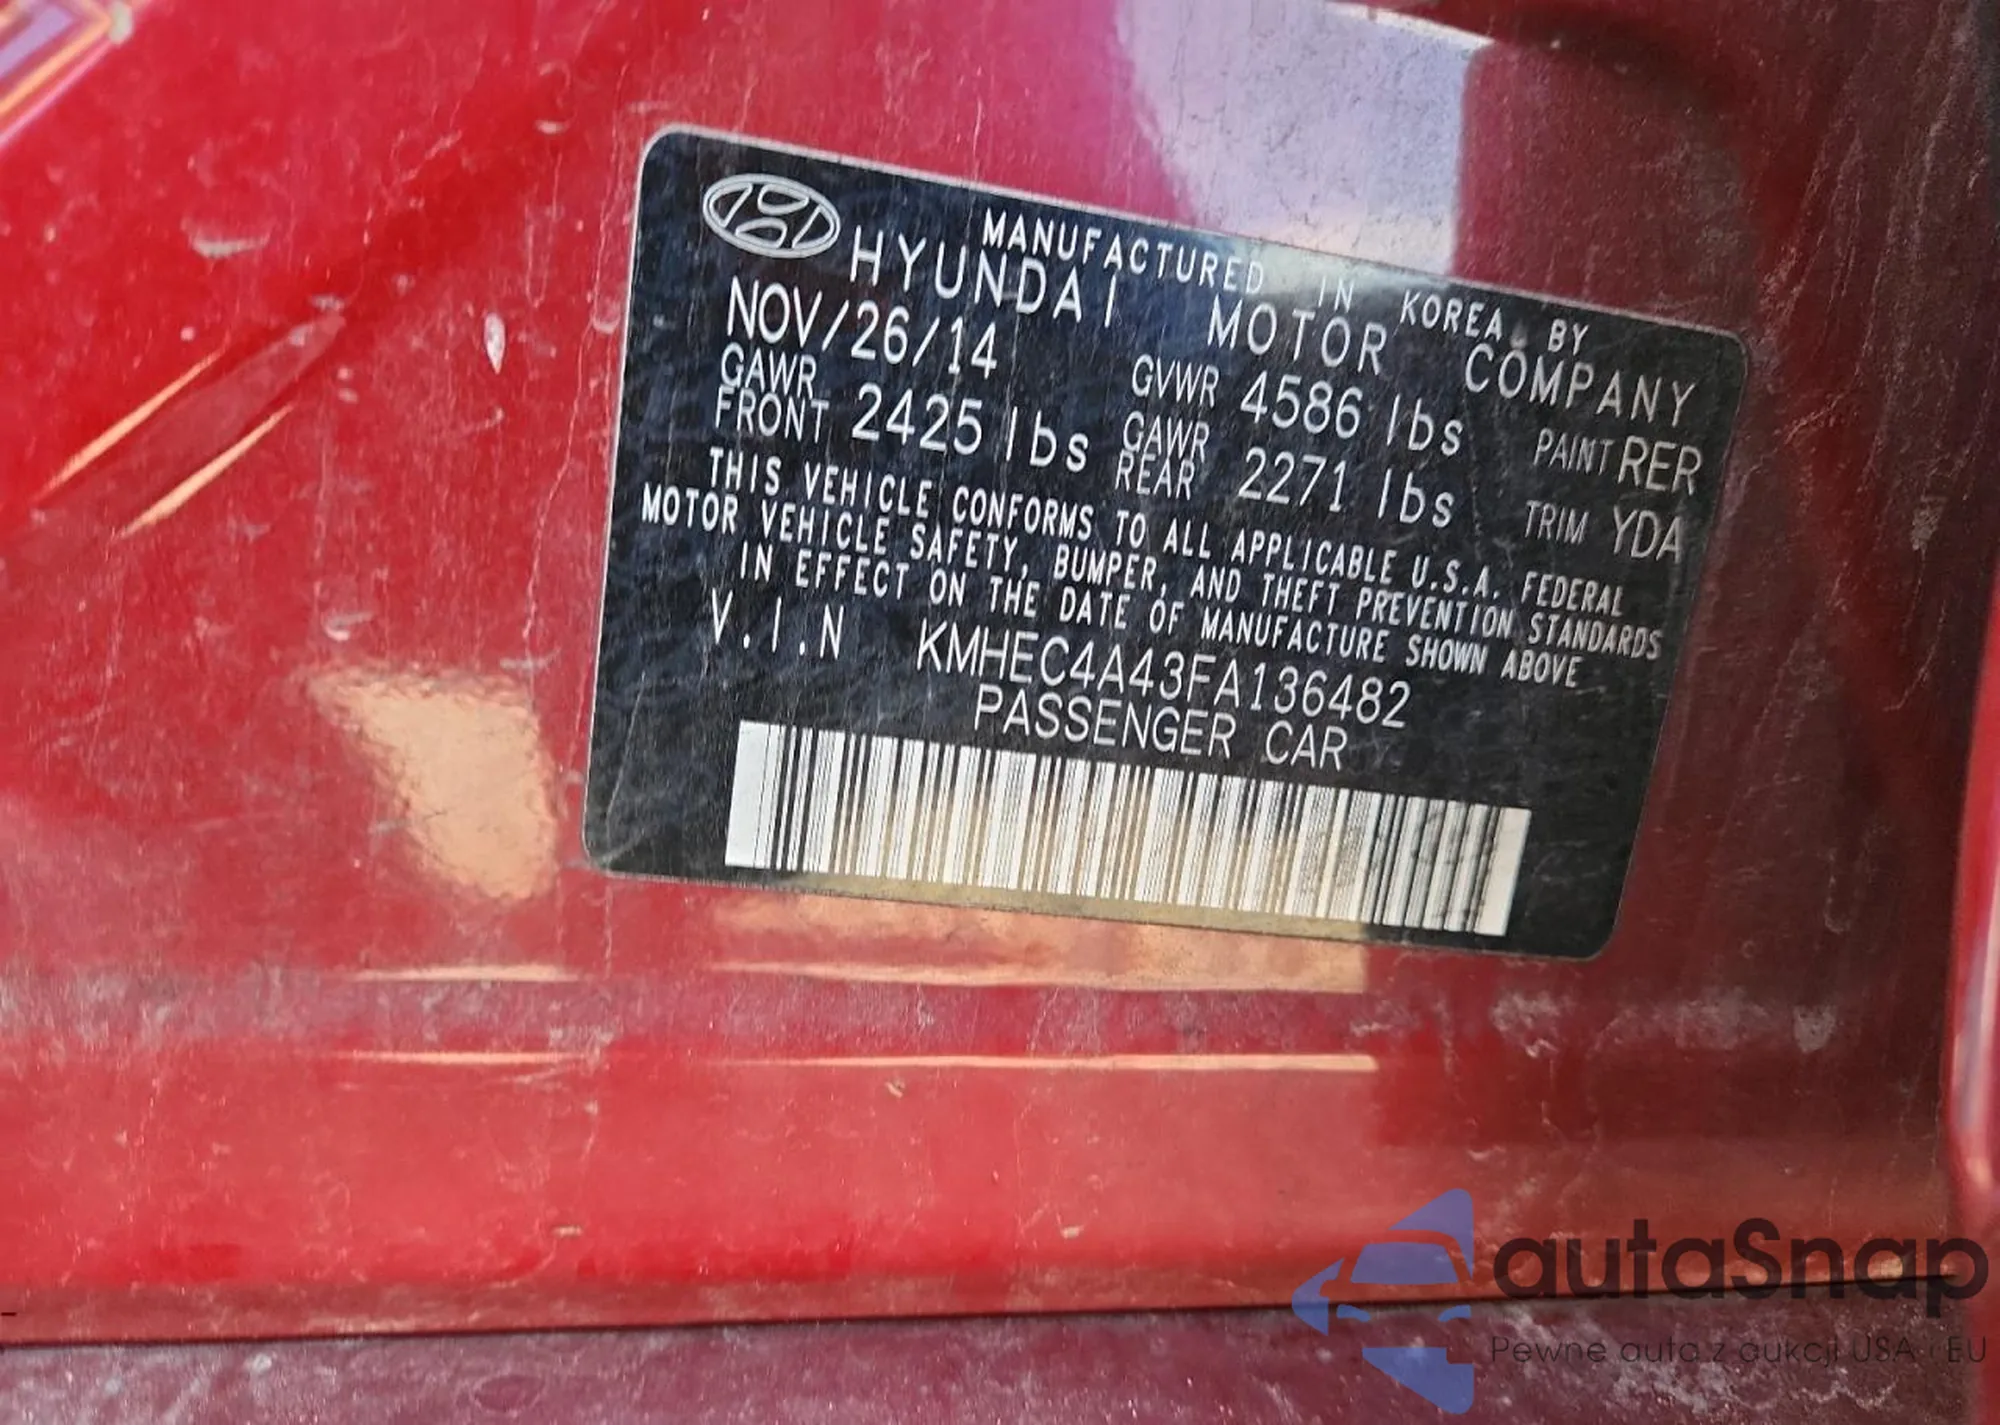 MANUFACTURED IN KOREA BY
HYUNDAI MOTOR COMPANY
NOV/26/14 GVWR 4586 lbs PAINT RER
GAWR FRONT 2425 lbs GAWR REAR 2271 lbs TRIM YDA
THIS VEHICLE CONFORMS TO ALL APPLICABLE U.S.A. FEDERAL
MOTOR VEHICLE SAFETY, BUMPER, AND THEFT PREVENTION STANDARDS
IN EFFECT ON THE DATE OF MANUFACTURE SHOWN ABOVE
V.I.N KMHEC4A43FA136482
PASSENGER CAR
autaSnap
Pewne auta z aukcji USA i EU